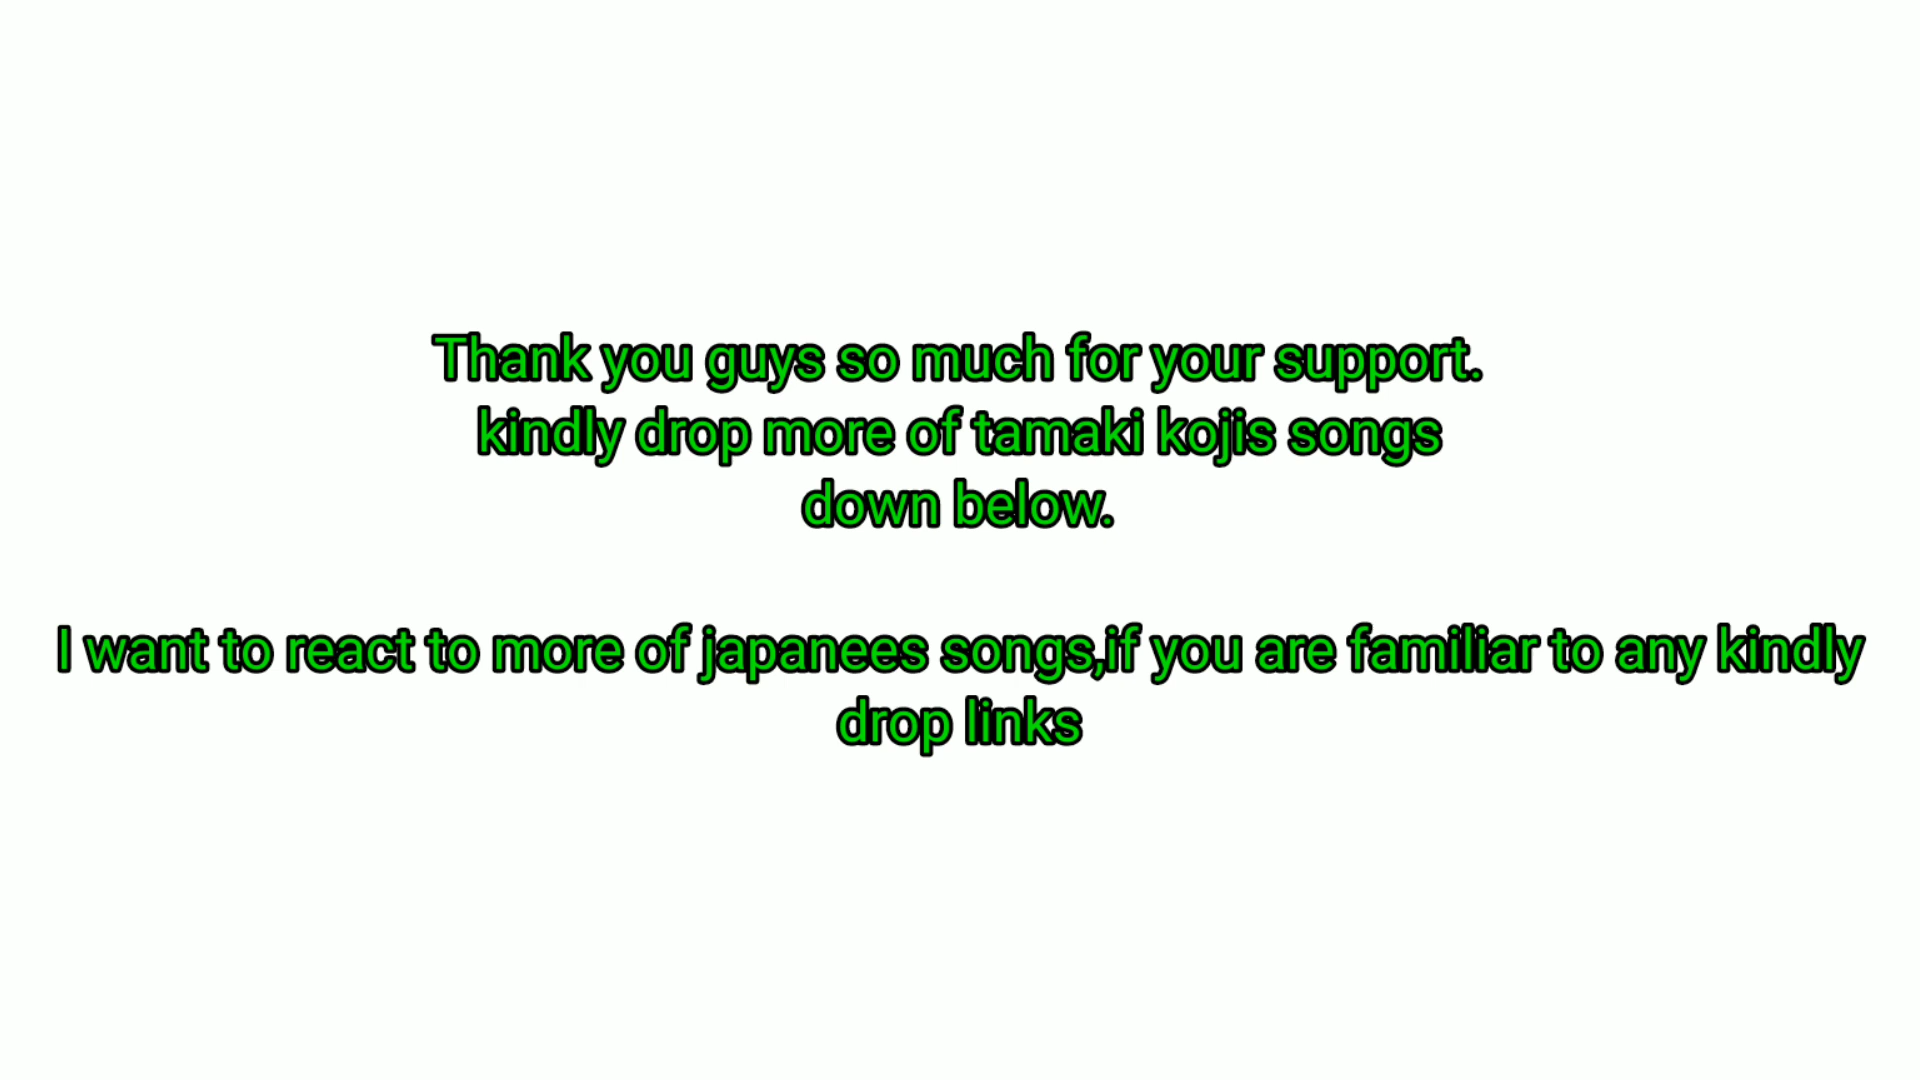 Thank you guys so much for your support.
kindly drop more of tamaki kojis songs
down below.
I want to react to more of japanees songs,if you are familiar to any kindly
drop links